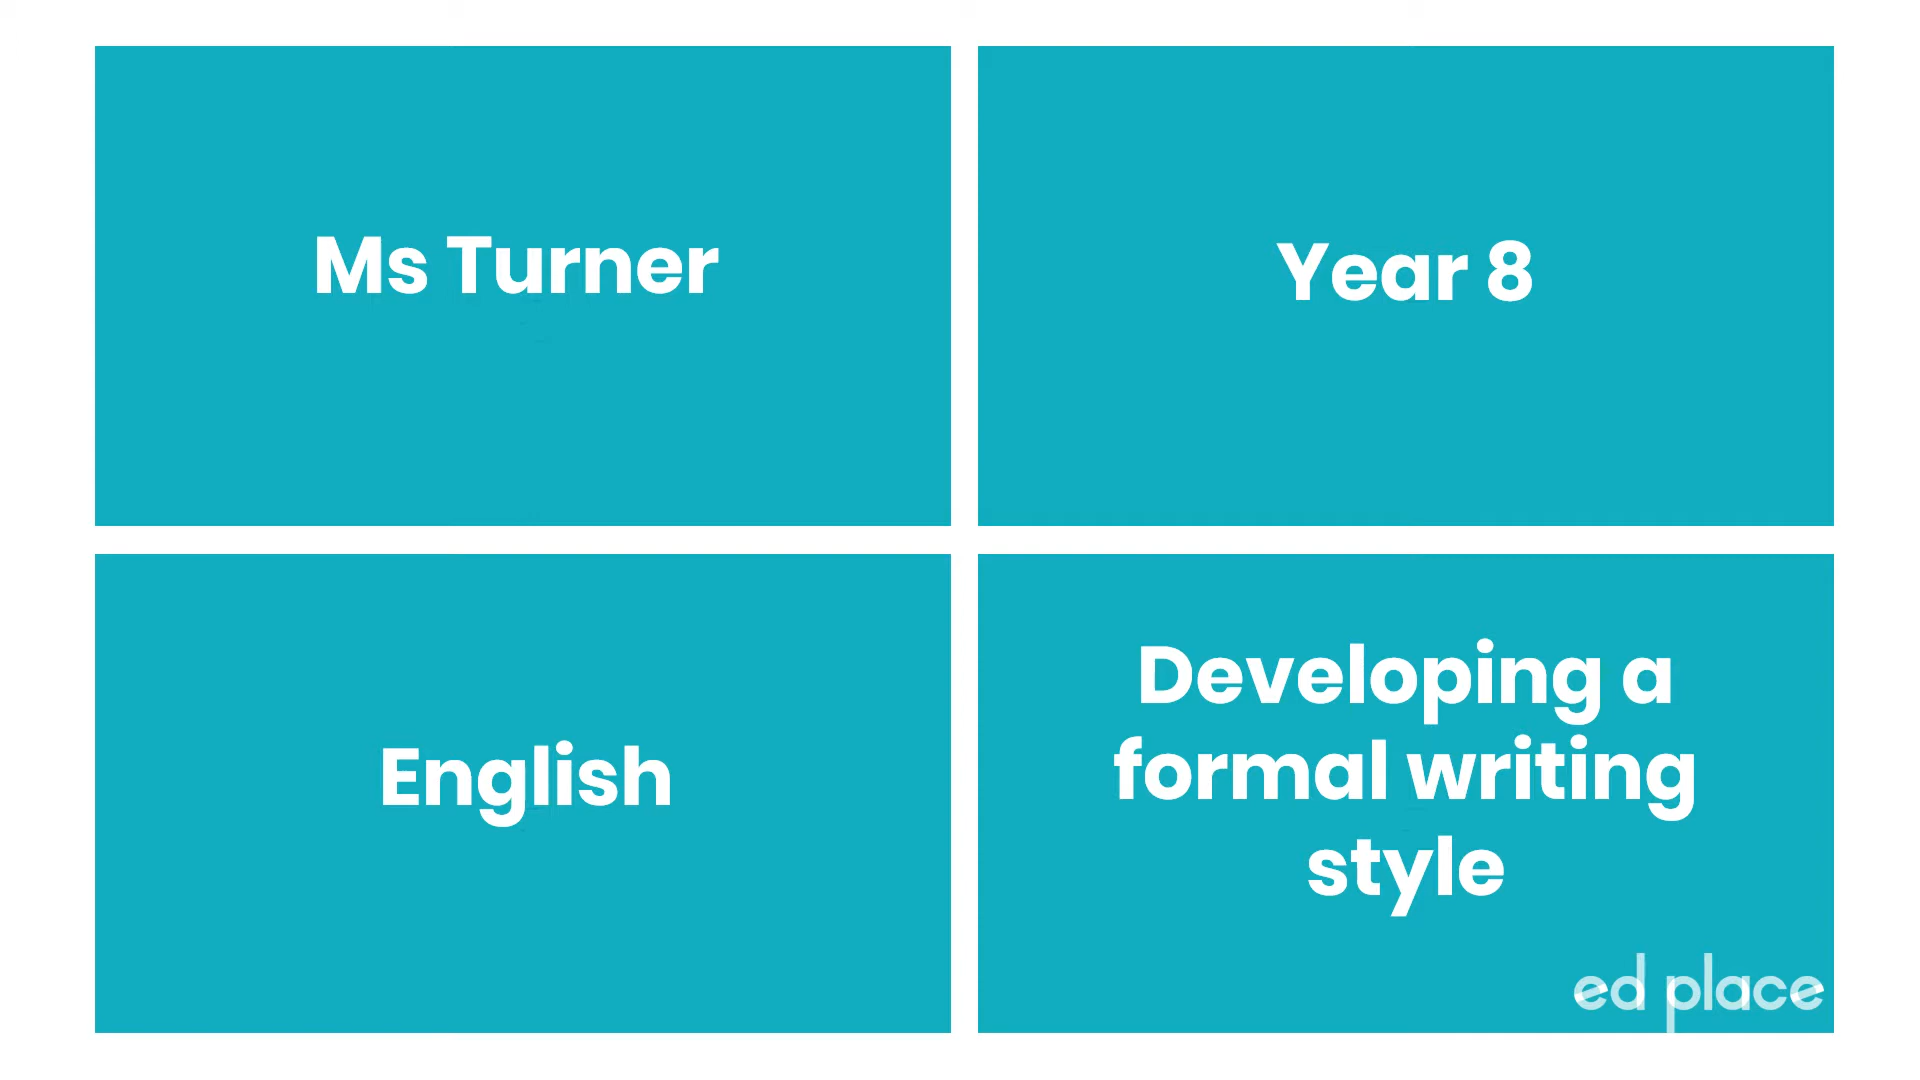 Ms Turner
Year 8
English
Developing a
formal writing
style
ed place